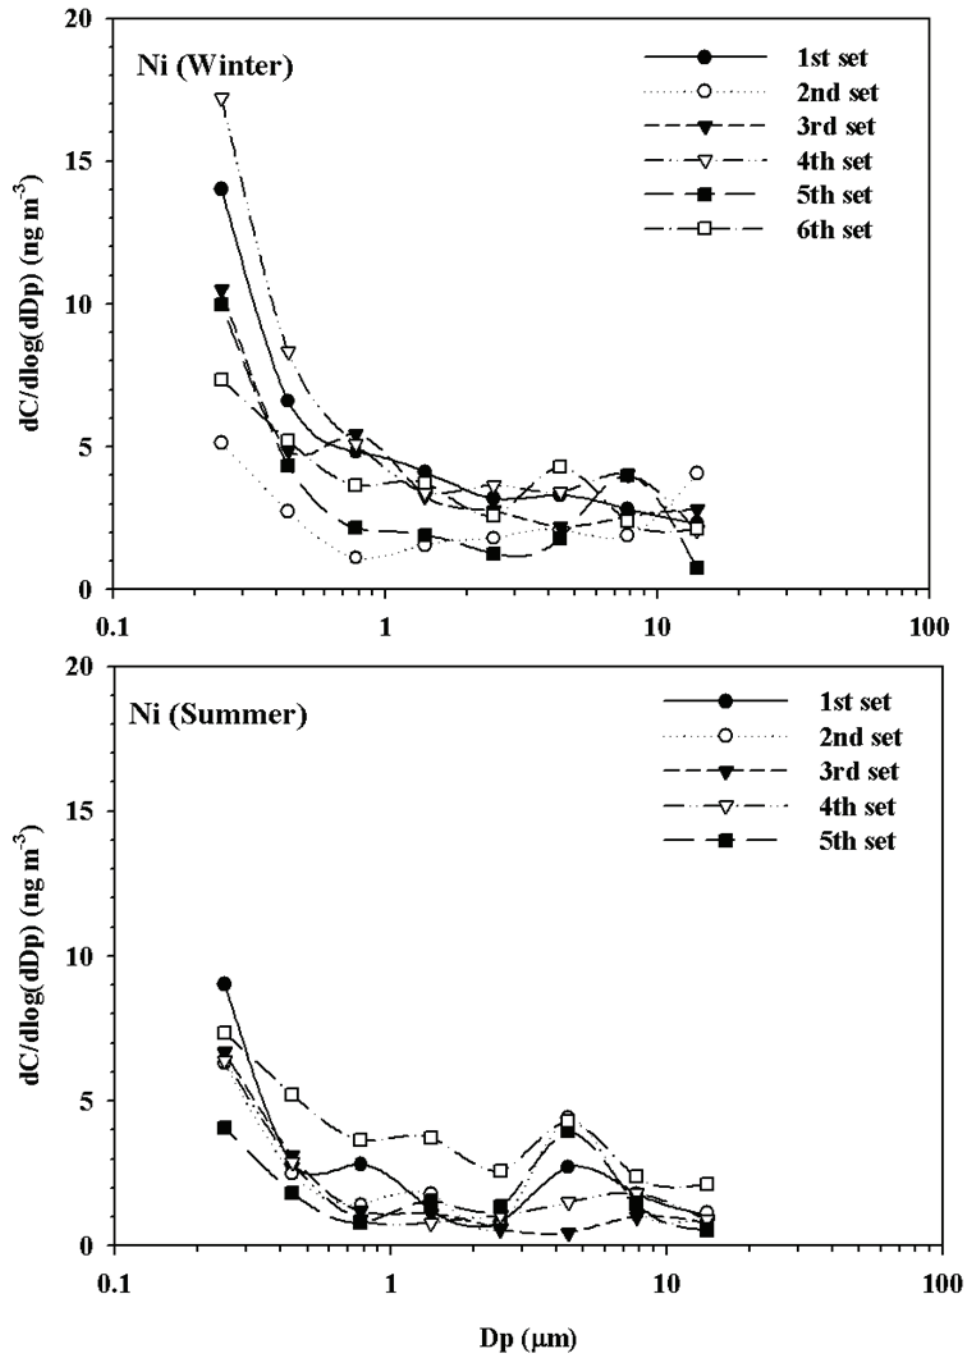 20
Ni (Winter)
1st set
2nd set
3rd set
4th set
5th set
6th set
15
10
5
0
dC/dlog(dDp) (ng m⁻³)
0.1 1 10 100
20
Ni (Summer)
1st set
2nd set
3rd set
4th set
5th set
15
10
5
0
dC/dlog(dDp) (ng m⁻³)
0.1 1 10 100
Dp (μm)